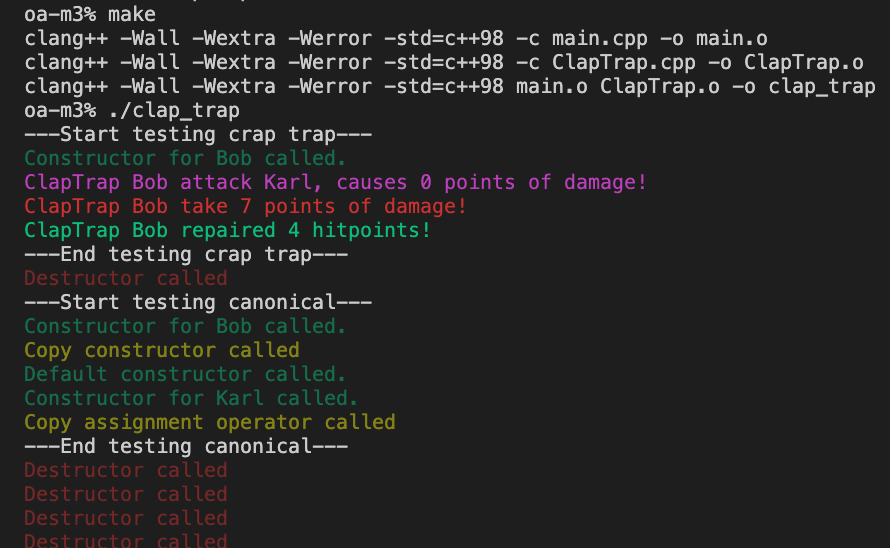 oa-m3% make
clang++ -Wall -Wextra -Werror -std=c++98 -c main.cpp -o main.o
clang++ -Wall -Wextra -Werror -std=c++98 -c ClapTrap.cpp -o ClapTrap.o
clang++ -Wall -Wextra -Werror -std=c++98 main.o ClapTrap.o -o clap_trap
oa-m3% ./clap_trap
---Start testing crap trap---
Constructor for Bob called.
ClapTrap Bob attack Karl, causes 0 points of damage!
ClapTrap Bob take 7 points of damage!
ClapTrap Bob repaired 4 hitpoints!
---End testing crap trap---
Destructor called
---Start testing canonical---
Constructor for Bob called.
Copy constructor called
Default constructor called.
Constructor for Karl called.
Copy assignment operator called
---End testing canonical---
Destructor called
Destructor called
Destructor called
Destructor called